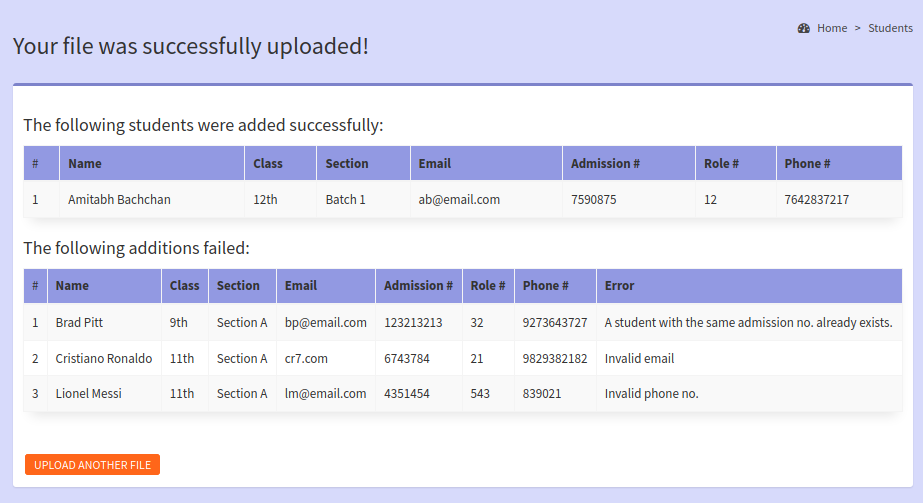 Home > Students
Your file was successfully uploaded!
The following students were added successfully:
# Name Class Section Email Admission # Role # Phone #
1 Amitabh Bachchan 12th Batch 1 ab@email.com 7590875 12 7642837217
The following additions failed:
# Name Class Section Email Admission # Role # Phone # Error
1 Brad Pitt 9th Section A bp@email.com 123213213 32 9273643727 A student with the same admission no. already exists.
2 Cristiano Ronaldo 11th Section A cr7.com 6743784 21 9829382182 Invalid email
3 Lionel Messi 11th Section A lm@email.com 4351454 543 839021 Invalid phone no.
UPLOAD ANOTHER FILE